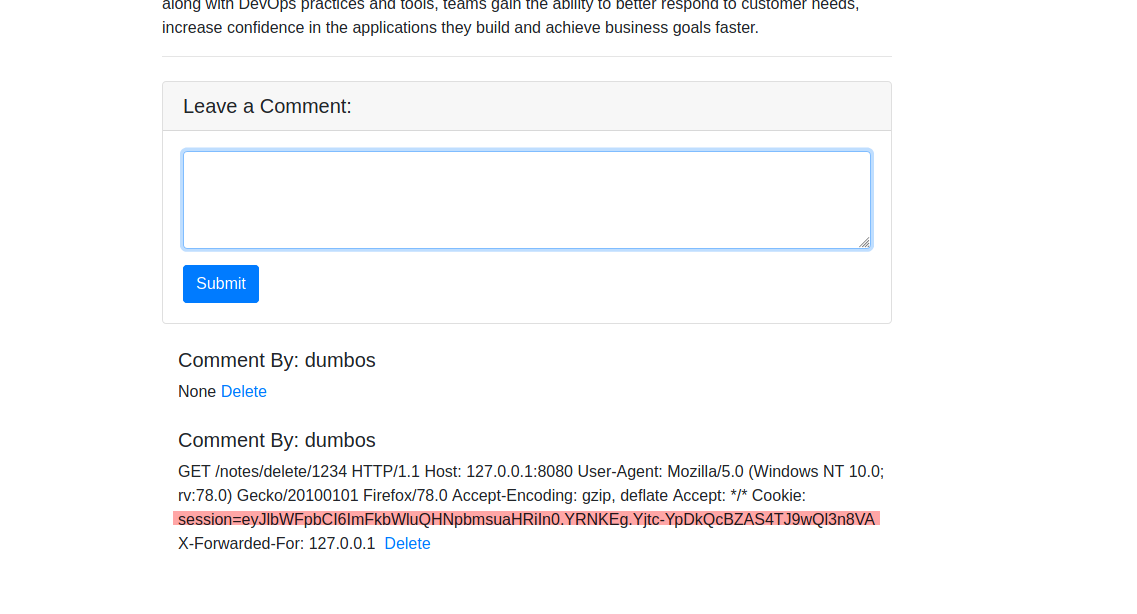 along with DevOps practices and tools, teams gain the ability to better respond to customer needs,
increase confidence in the applications they build and achieve business goals faster.
Leave a Comment:
Submit
Comment By: dumbos
None Delete
Comment By: dumbos
GET /notes/delete/1234 HTTP/1.1 Host: 127.0.0.1:8080 User-Agent: Mozilla/5.0 (Windows NT 10.0;
rv:78.0) Gecko/20100101 Firefox/78.0 Accept-Encoding: gzip, deflate Accept: */* Cookie:
session=eyJlbWFpbCI6ImFkbWluQHNpbmsuaHRiIn0.YRNKEg.Yjtc-YpDkQcBZAS4TJ9wQl3n8VA
X-Forwarded-For: 127.0.0.1 Delete